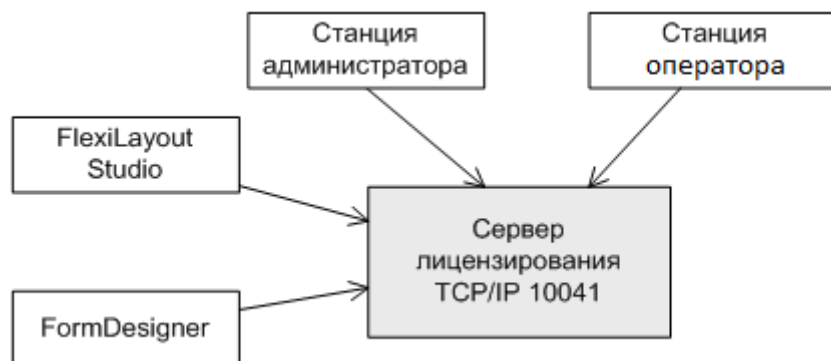 Станция
администратора
Станция
оператора
FlexiLayout
Studio
Сервер
лицензирования
TCP/IP 10041
FormDesigner